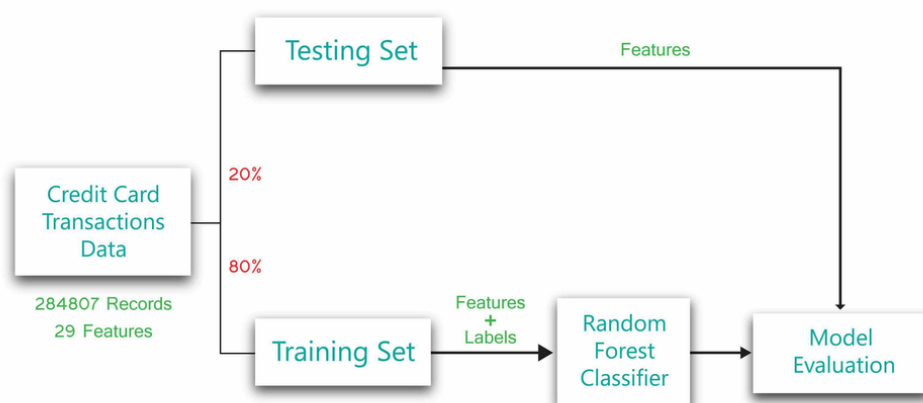 Testing Set
Features
20%
Credit Card
Transactions
Data
80%
284807 Records
29 Features
Training Set
Features
+
Labels
Random
Forest
Classifier
Model
Evaluation